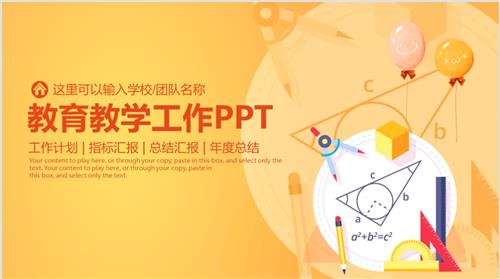 这里可以输入学校/团队名称
教育教学工作PPT
工作计划 | 指标汇报 | 总结汇报 | 年度总结
Your content to play here, or through your copy, paste in this box, and select only the
text. Your content to play here, or through your copy, paste in
this box, and select only the text.
c
c
b
a
a²+b²=c²